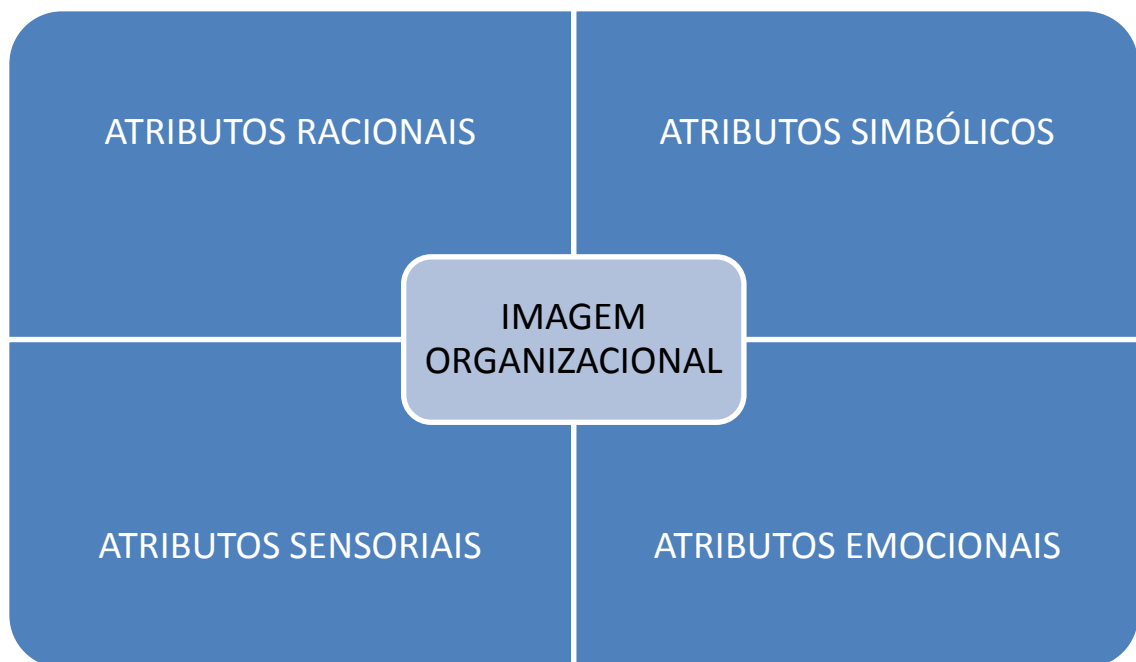 ATRIBUTOS RACIONAIS
ATRIBUTOS SIMBÓLICOS
IMAGEM
ORGANIZACIONAL
ATRIBUTOS SENSORIAIS
ATRIBUTOS EMOCIONAIS